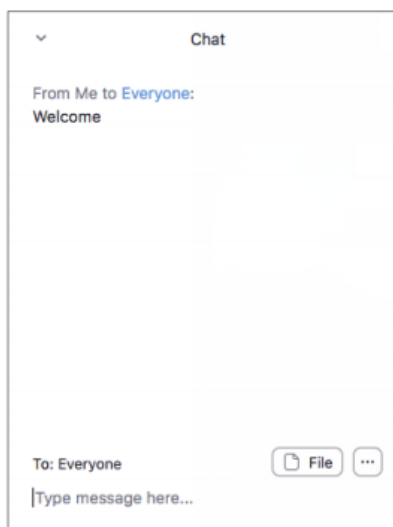 Chat
From Me to Everyone:
Welcome
To: Everyone
File
...
Type message here...